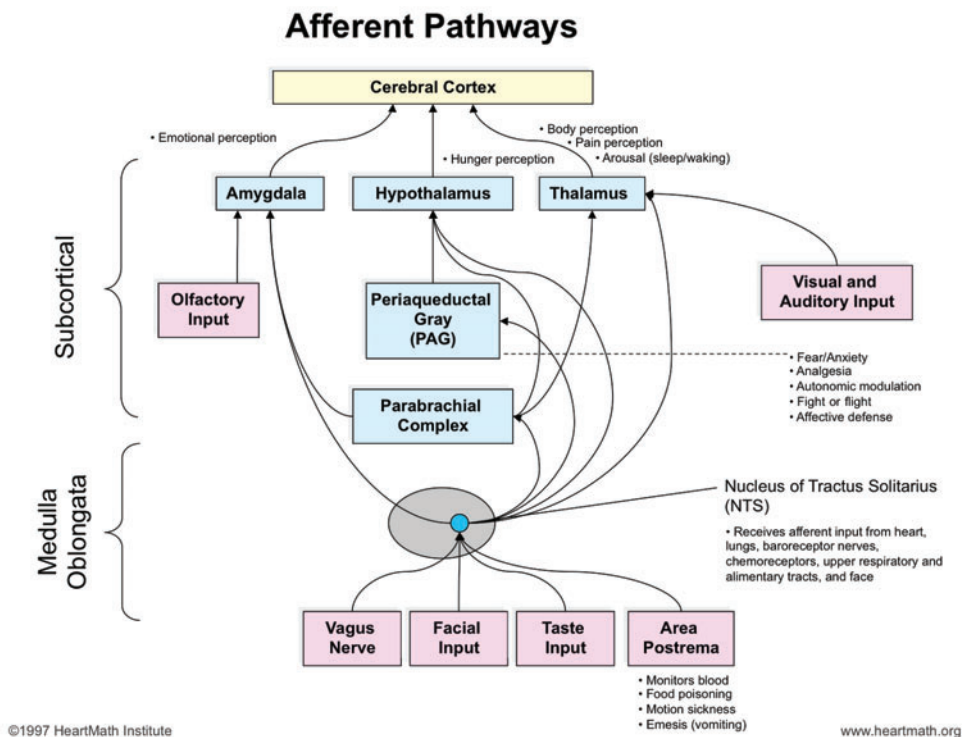 Afferent Pathways
Cerebral Cortex
• Emotional perception
• Hunger perception
• Body perception
• Pain perception
• Arousal (sleep/waking)
Subcortical
Amygdala
Hypothalamus
Thalamus
Olfactory
Input
Periaqueductal
Gray
(PAG)
Visual and
Auditory Input
• Fear/Anxiety
• Analgesia
• Autonomic modulation
• Fight or flight
• Affective defense
Parabrachial
Complex
Medulla
Oblongata
Nucleus of Tractus Solitarius
(NTS)
• Receives afferent input from heart,
lungs, baroreceptor nerves,
chemoreceptors, upper respiratory and
alimentary tracts, and face
Vagus
Nerve
Facial
Input
Taste
Input
Area
Postrema
• Monitors blood
• Food poisoning
• Motion sickness
• Emesis (vomiting)
©1997 HeartMath Institute
www.heartmath.org